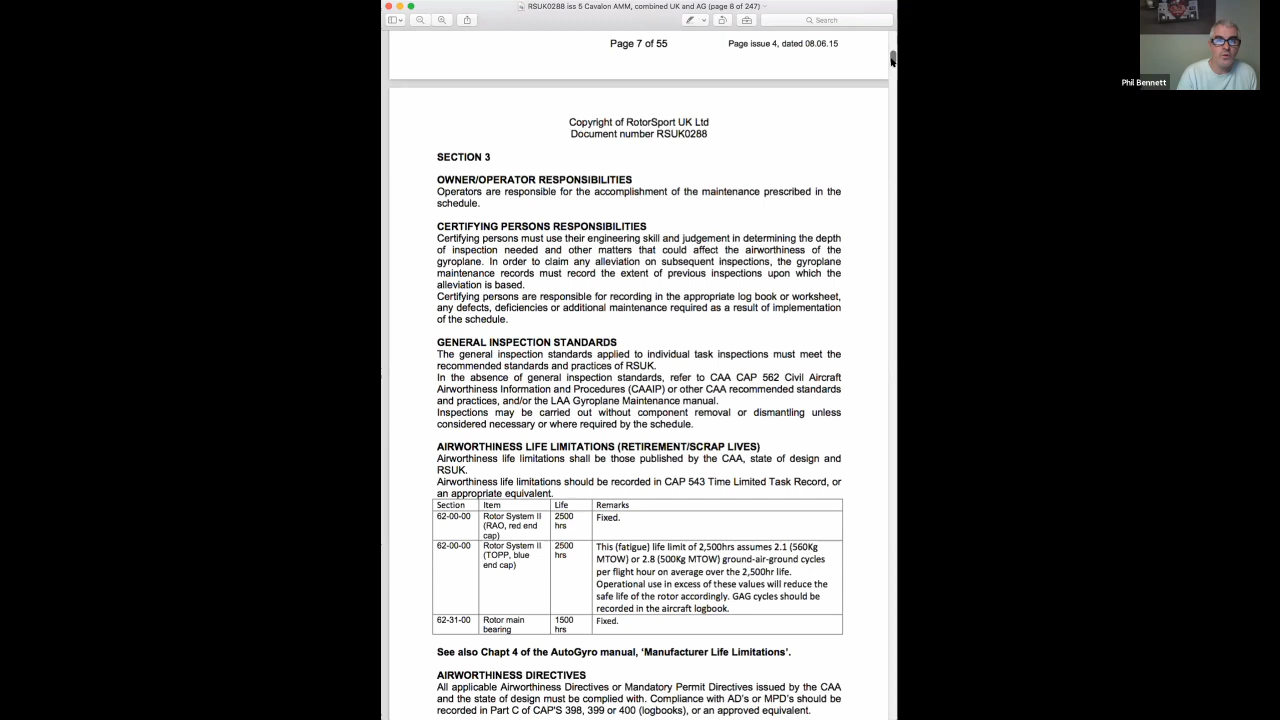 RSUK0288 iss 5 Cavalon AMM, combined UK and AG (page 8 of 247)
Search
Page 7 of 55
Page issue 4, dated 08.06.15
Phil Bennett
Copyright of RotorSport UK Ltd
Document number RSUK0288
SECTION 3
OWNER/OPERATOR RESPONSIBILITIES
Operators are responsible for the accomplishment of the maintenance prescribed in the
schedule.
CERTIFYING PERSONS RESPONSIBILITIES
Certifying persons must use their engineering skill and judgement in determining the depth
of inspection needed and other matters that could affect the airworthiness of the
gyroplane. In order to claim any alleviation on subsequent inspections, the gyroplane
maintenance records must record the extent of previous inspections upon which the
alleviation is based.
Certifying persons are responsible for recording in the appropriate log book or worksheet,
any defects, deficiencies or additional maintenance required as a result of implementation
of the schedule.
GENERAL INSPECTION STANDARDS
The general inspection standards applied to individual task inspections must meet the
recommended standards and practices of RSUK.
In the absence of general inspection standards, refer to CAA CAP 562 Civil Aircraft
Airworthiness Information and Procedures (CAAIP) or other CAA recommended standards
and practices, and/or the LAA Gyroplane Maintenance manual.
Inspections may be carried out without component removal or dismantling unless
considered necessary or where required by the schedule.
AIRWORTHINESS LIFE LIMITATIONS (RETIREMENT/SCRAP LIVES)
Airworthiness life limitations shall be those published by the CAA, state of design and
RSUK.
Airworthiness life limitations should be recorded in CAP 543 Time Limited Task Record, or
an appropriate equivalent.
Section Item Life Remarks
62-00-00 Rotor System II 2500 Fixed.
(RAO, red end hrs
cap)
62-00-00 Rotor System II 2500 This (fatigue) life limit of 2,500hrs assumes 2.1 (560Kg
(TOPP, blue hrs MTOW) or 2.8 (500Kg MTOW) ground-air-ground cycles
end cap) per flight hour on average over the 2,500hr life.
Operational use in excess of these values will reduce the
safe life of the rotor accordingly. GAG cycles should be
recorded in the aircraft logbook.
62-31-00 Rotor main 1500 Fixed.
bearing hrs
See also Chapt 4 of the AutoGyro manual, ‘Manufacturer Life Limitations’.
AIRWORTHINESS DIRECTIVES
All applicable Airworthiness Directives or Mandatory Permit Directives issued by the CAA
and the state of design must be complied with. Compliance with AD's or MPD's should be
recorded in Part C of CAP'S 398, 399 or 400 (logbooks), or an approved equivalent.